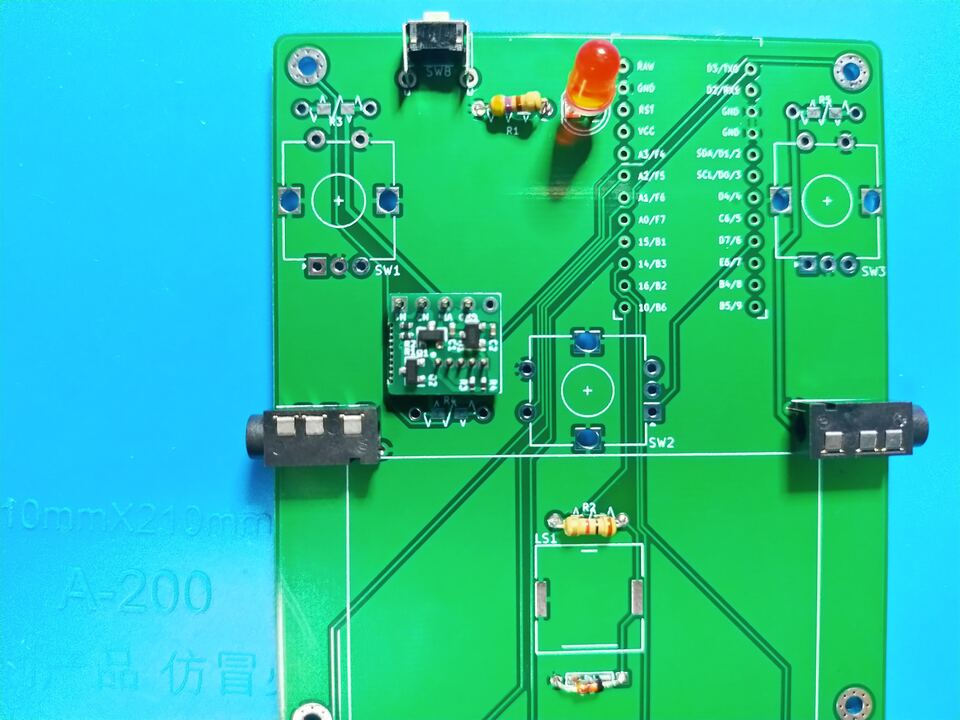 SW8
RAW
GND
RST
VCC
A3/F4
A2/F5
A1/F6
A0/F7
15/B1
14/B3
16/B2
10/B6
D3/TX0
D2/RX1
GND
GND
SDA/D1/2
SCL/D0/3
D4/4
C6/5
D7/6
E6/7
B4/8
B5/9
R3
R1
R5
SW1
SW3
C1
C2
R4
SW2
10mmX210mm
R2
LS1
A-200
品 仿冒